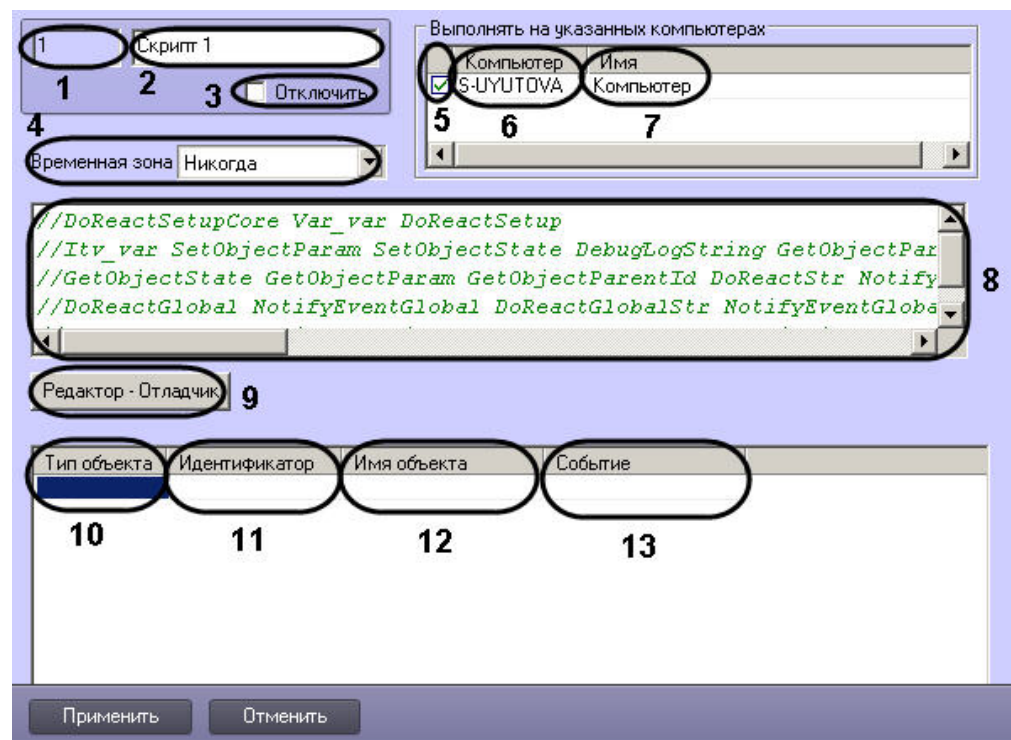 1
Скрипт 1
1
2
3
Отключить
4
Временная зона
Никогда
Выполнять на указанных компьютерах
Компьютер
Имя
S-UYUTOVA
Компьютер
5
6
7
//DoReactSetupCore Var_var DoReactSetup
//Itv_var SetObjectParam SetObjectState DebugLogString GetObjectPar
//GetObjectState GetObjectParam GetObjectParentId DoReactStr Notify
//DoReactGlobal NotifyEventGlobal DoReactGlobalStr NotifyEventGloba
8
Редактор - Отладчик
9
Тип объекта
Идентификатор
Имя объекта
Событие
10
11
12
13
Применить
Отменить